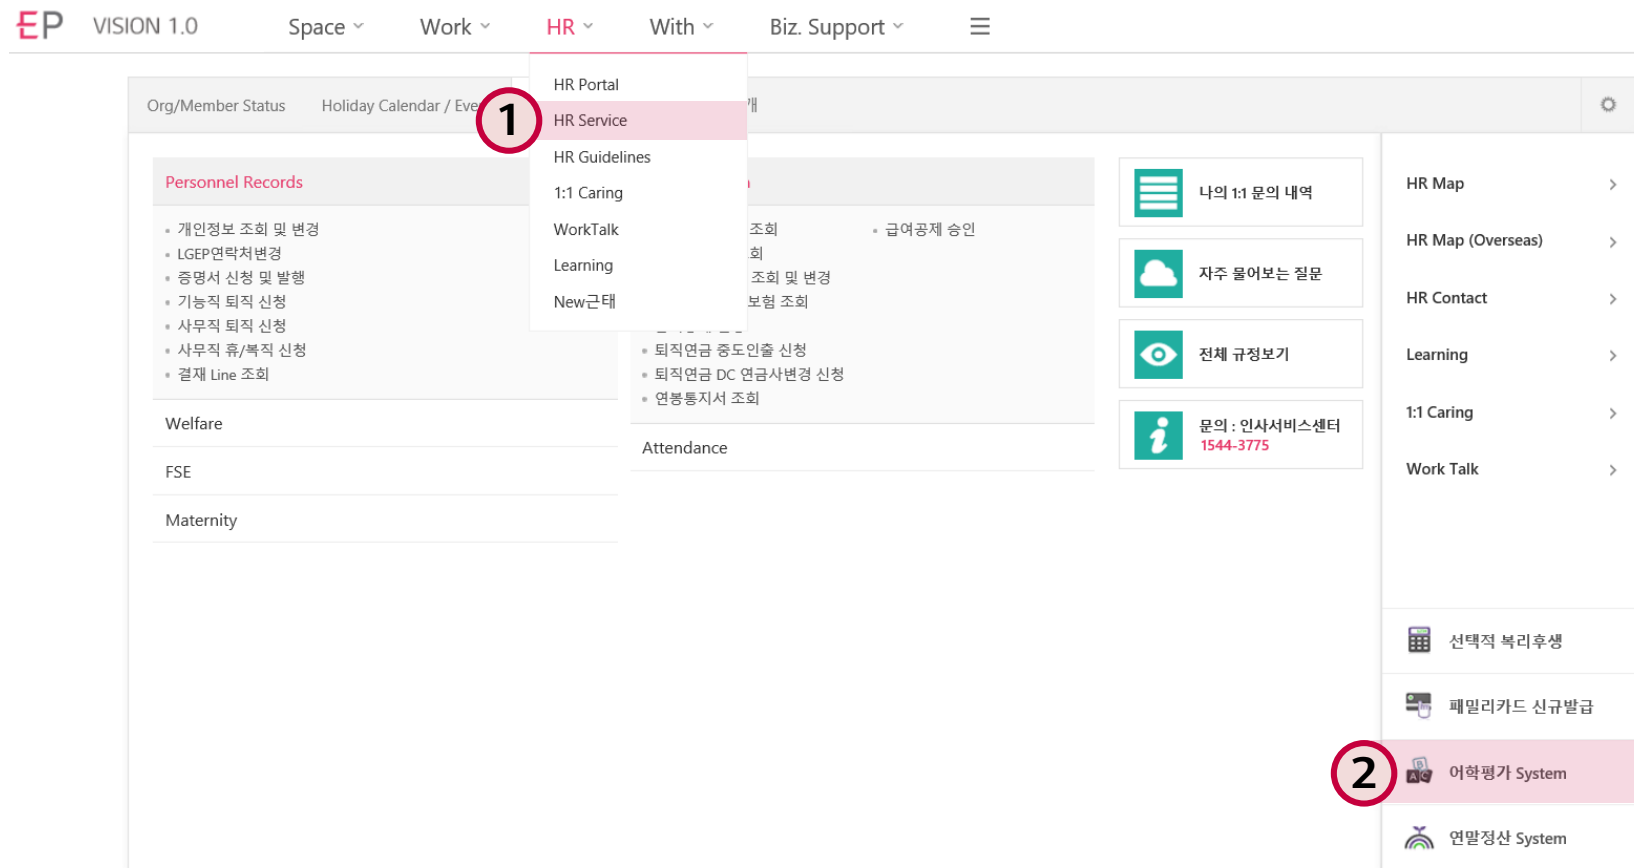 EP VISION 1.0 Space Work HR With Biz. Support
HR Portal
HR Service
HR Guidelines
1:1 Caring
WorkTalk
Learning
New근태
1
Org/Member Status Holiday Calendar / Eve 개
Personnel Records
개인정보 조회 및 변경
LGEP연락처변경
증명서 신청 및 발행
기능직 퇴직 신청
사무직 퇴직 신청
사무직 휴/복직 신청
결재 Line 조회
Welfare
FSE
Maternity
조회 급여공제 승인
회
조회 및 변경
보험 조회
퇴직연금 중도인출 신청
퇴직연금 DC 연금사변경 신청
연봉통지서 조회
Attendance
나의 1:1 문의 내역
자주 물어보는 질문
전체 규정보기
문의 : 인사서비스센터
1544-3775
HR Map
HR Map (Overseas)
HR Contact
Learning
1:1 Caring
Work Talk
선택적 복리후생
패밀리카드 신규발급
2
어학평가 System
연말정산 System